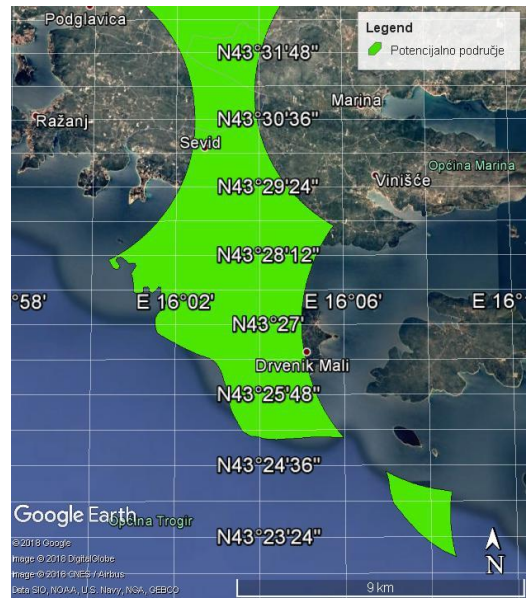 Podglavica
Legend
Potencijalno područje
N43°31'48"
Marina
N43°30'36"
Ražanj
Sevid
Općina Marina
N43°29'24"
Vinišće
N43°28'12"
°58'
E 16°02'
E 16°06'
E 16°
N43°27'
Drvenik Mali
N43°25'48"
N43°24'36"
Google Earth
Općina Trogir
N43°23'24"
© 2018 Google
Image © 2018 DigitalGlobe
Image © 2018 CNES / Airbus
Data SIO, NOAA, U.S. Navy, NGA, GEBCO
9 km
N